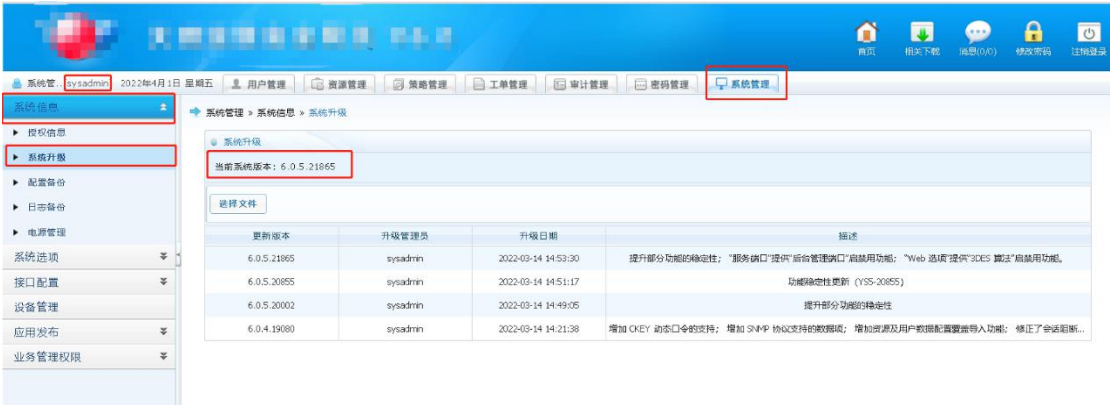 首页 相关下载 消息(0/0) 修改密码 注销登录
系统管.. sysadmin 2022年4月1日 星期五 用户管理 资源管理 策略管理 工单管理 审计管理 密码管理 系统管理
系统信息
授权信息
系统升级
配置备份
日志备份
电源管理
系统选项
接口配置
设备管理
应用发布
业务管理权限
系统管理 » 系统信息 » 系统升级
系统升级
当前系统版本：6.0.5.21865
选择文件
更新版本 升级管理员 升级日期 描述
6.0.5.21865 sysadmin 2022-03-14 14:53:30 提升部分功能的稳定性； "服务端口"提供"后台管理端口"启禁用功能； "Web 选项"提供"3DES 算法"启禁用功能。
6.0.5.20855 sysadmin 2022-03-14 14:51:17 功能稳定性更新 (YS5-20855)
6.0.5.20002 sysadmin 2022-03-14 14:49:05 提升部分功能的稳定性
6.0.4.19080 sysadmin 2022-03-14 14:21:38 增加 CKEY 动态口令的支持； 增加 SNMP 协议支持的数据项； 增加资源及用户数据配置覆盖导入功能； 修正了会话阻断...